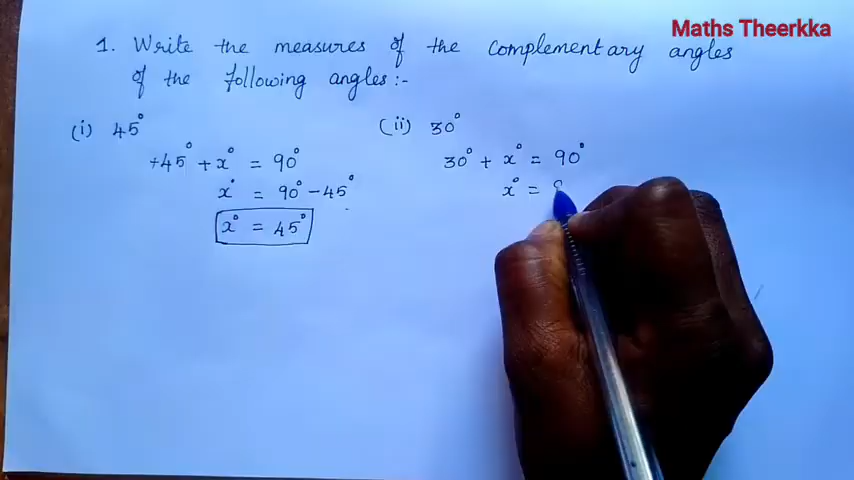 Maths Theerkka
1. Write the measures of the complementary angles
of the following angles:-
(i) 45°
+45° + x° = 90°
x° = 90° - 45°
x° = 45°
(ii) 30°
30° + x° = 90°
x° = 9